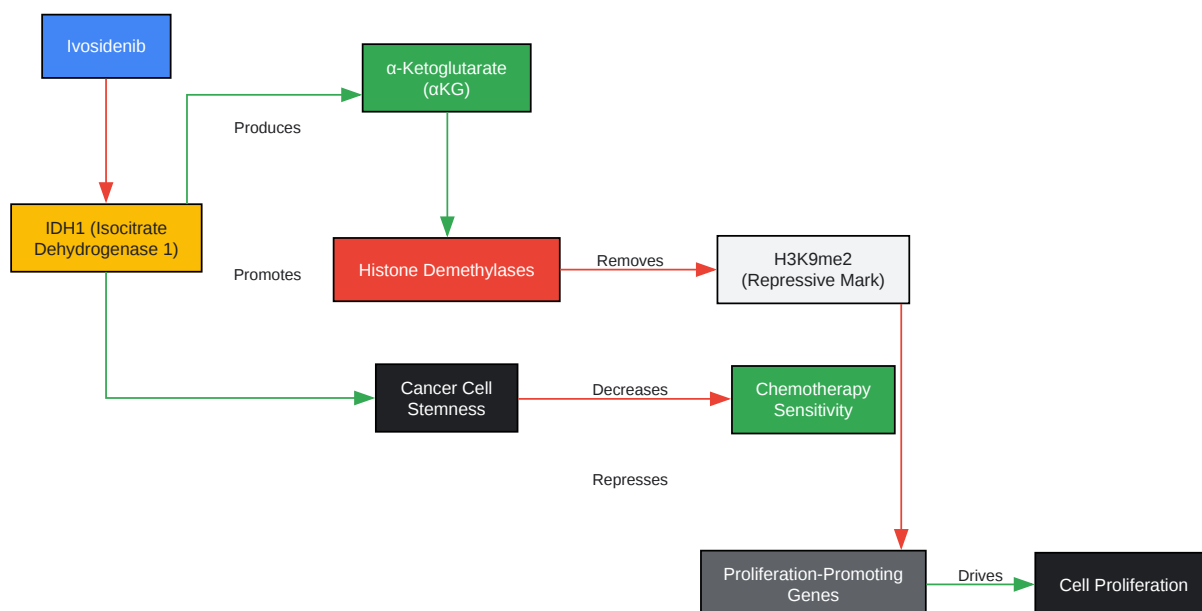 Ivosidenib
α-Ketoglutarate
(αKG)
Produces
IDH1 (Isocitrate
Dehydrogenase 1)
Promotes
Histone Demethylases
Removes
H3K9me2
(Repressive Mark)
Cancer Cell
Stemness
Decreases
Chemotherapy
Sensitivity
Represses
Proliferation-Promoting
Genes
Drives
Cell Proliferation